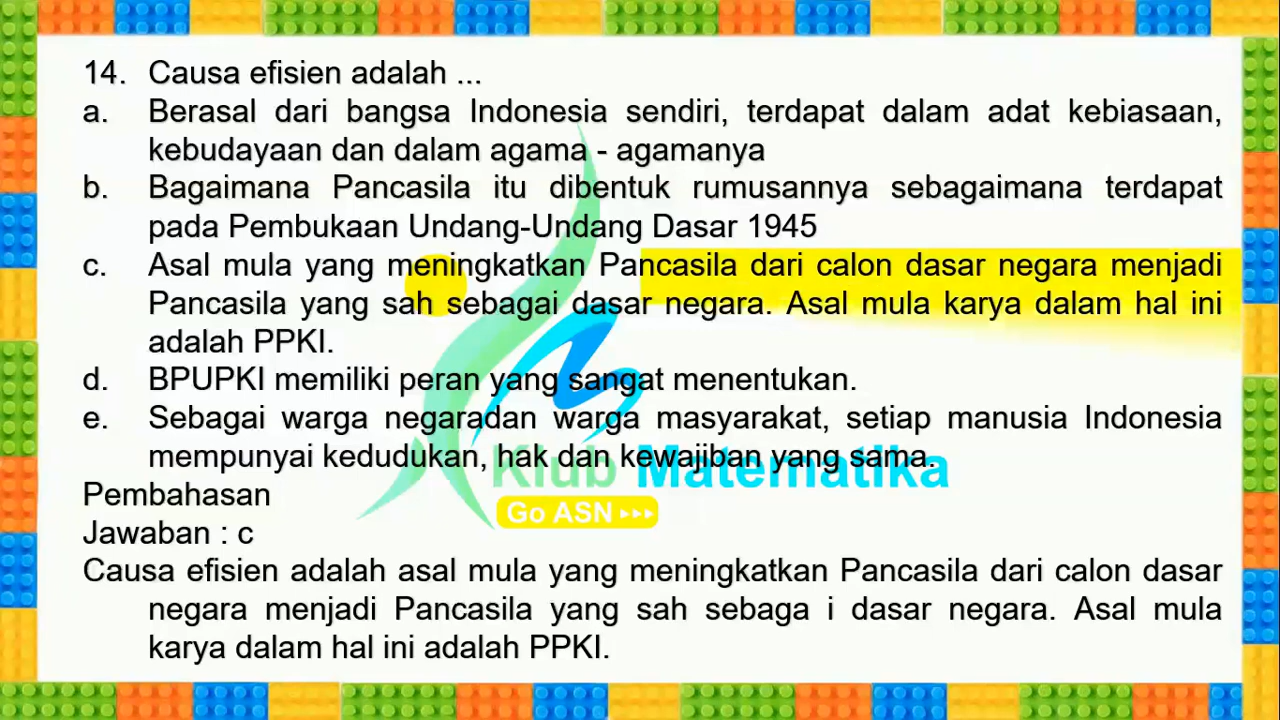 14. Causa efisien adalah ...
a. Berasal dari bangsa Indonesia sendiri, terdapat dalam adat kebiasaan,
kebudayaan dan dalam agama - agamanya
b. Bagaimana Pancasila itu dibentuk rumusannya sebagaimana terdapat
pada Pembukaan Undang-Undang Dasar 1945
c. Asal mula yang meningkatkan Pancasila dari calon dasar negara menjadi
Pancasila yang sah sebagai dasar negara. Asal mula karya dalam hal ini
adalah PPKI.
d. BPUPKI memiliki peran yang sangat menentukan.
e. Sebagai warga negaradan warga masyarakat, setiap manusia Indonesia
mempunyai kedudukan, hak dan kewajiban yang sama.
Klub Matematika
Pembahasan
Go ASN
Jawaban : c
Causa efisien adalah asal mula yang meningkatkan Pancasila dari calon dasar
negara menjadi Pancasila yang sah sebaga i dasar negara. Asal mula
karya dalam hal ini adalah PPKI.